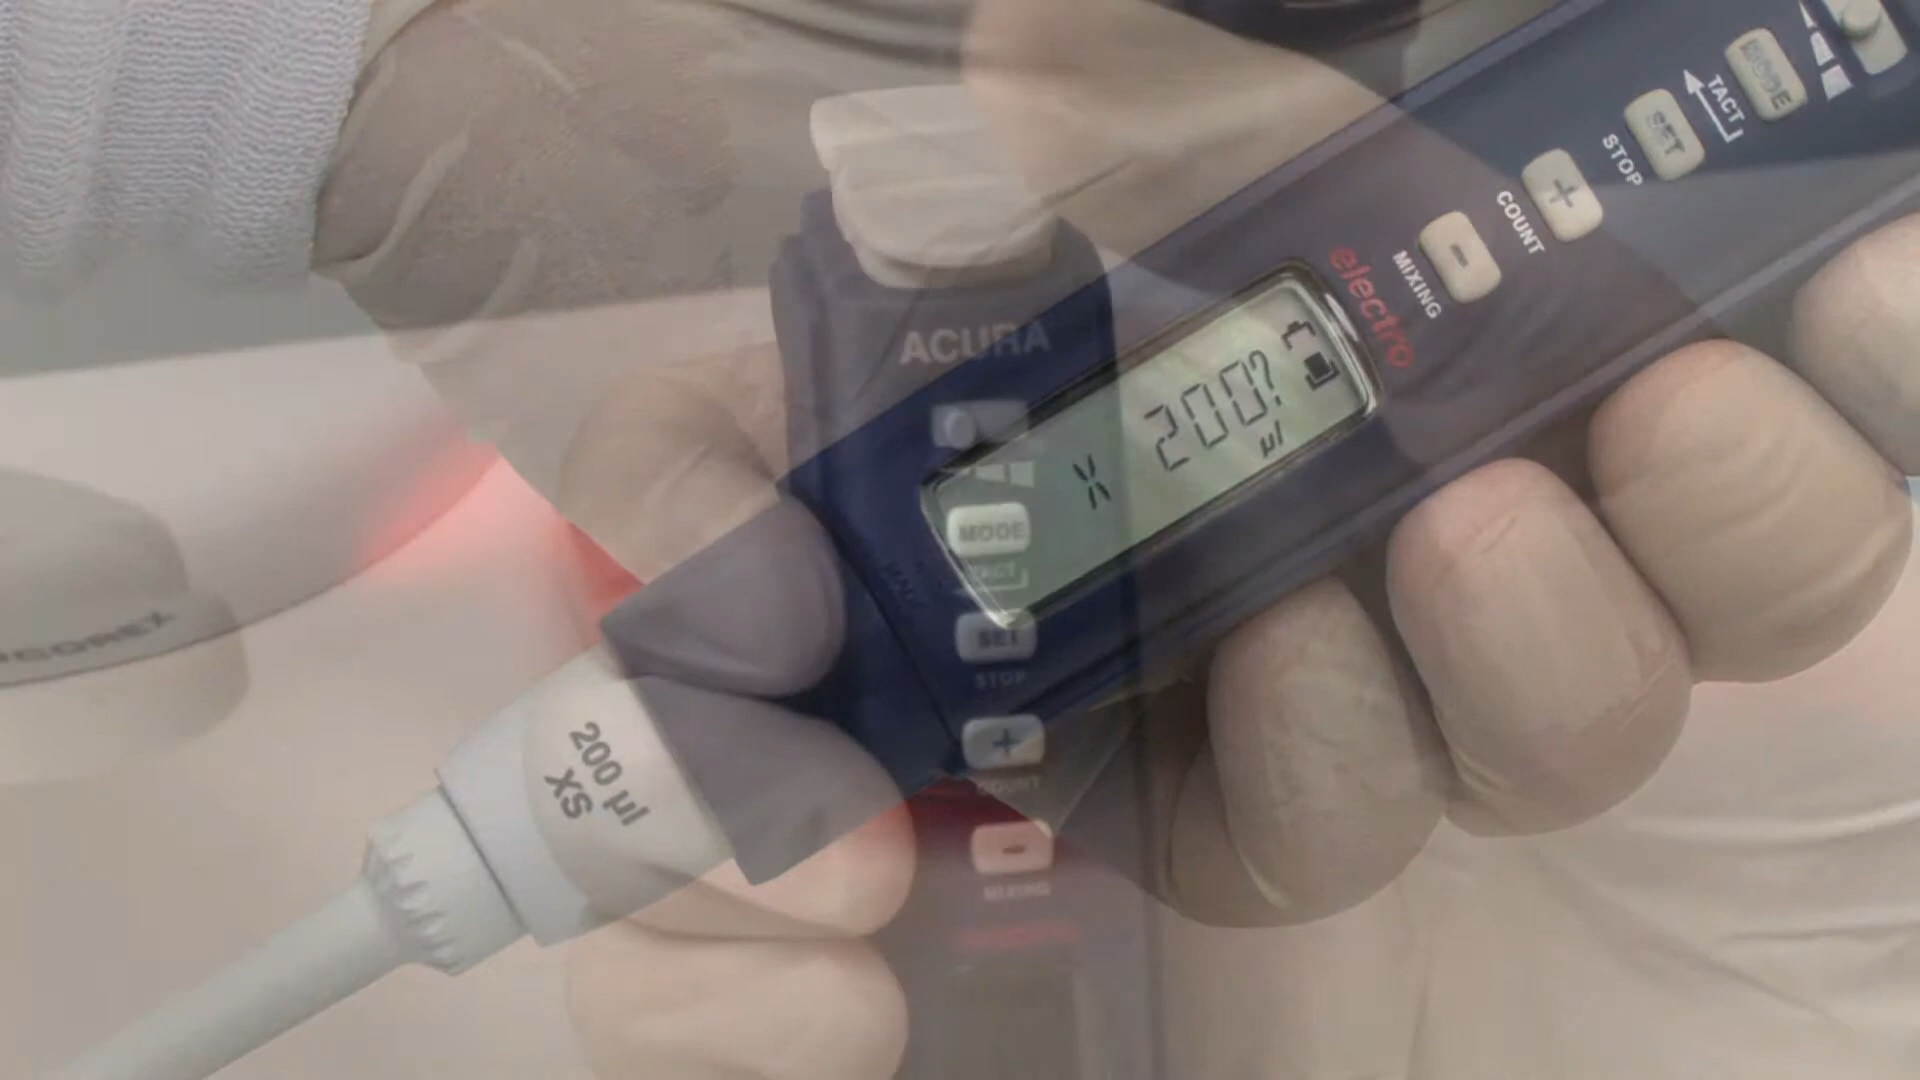 MODE
TACT
SET
STOP
+
COUNT
-
MIXING
electro
200?
µl
X
ACURA
MODE
TACT
SET
STOP
+
COUNT
-
MIXING
200 µl
XS